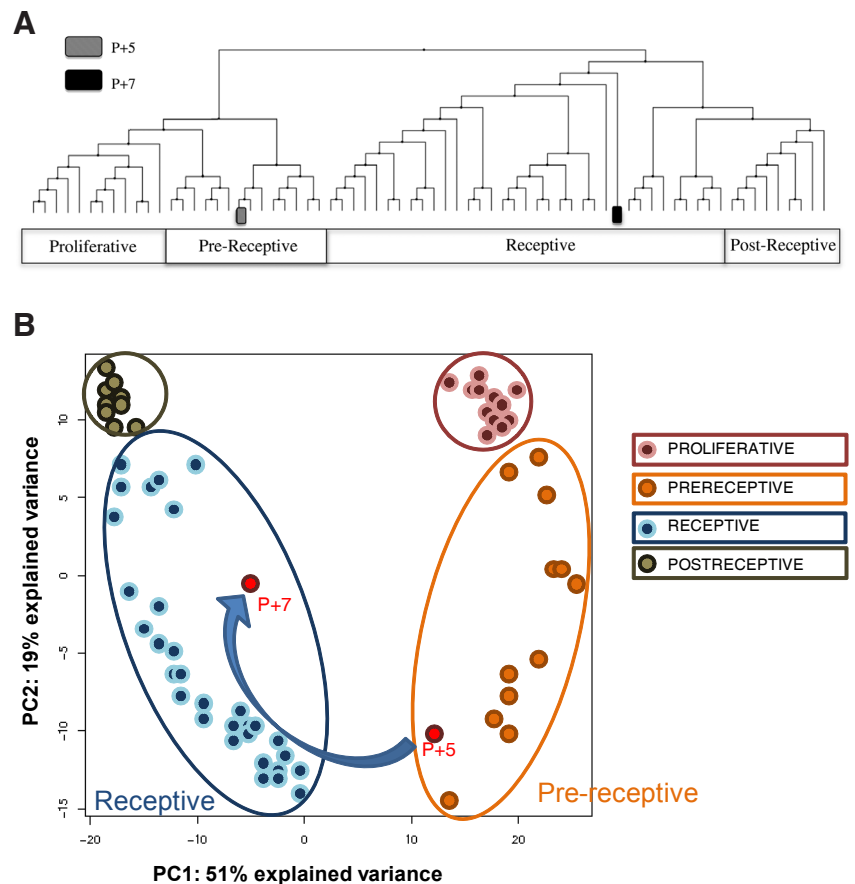 A
P+5
P+7
Proliferative
Pre-Receptive
Receptive
Post-Receptive
B
PC2: 19% explained variance
10
5
0
−5
−10
−15
P+7
P+5
Receptive
Pre-receptive
−20
−10
0
10
20
PC1: 51% explained variance
PROLIFERATIVE
PRERECEPTIVE
RECEPTIVE
POSTRECEPTIVE